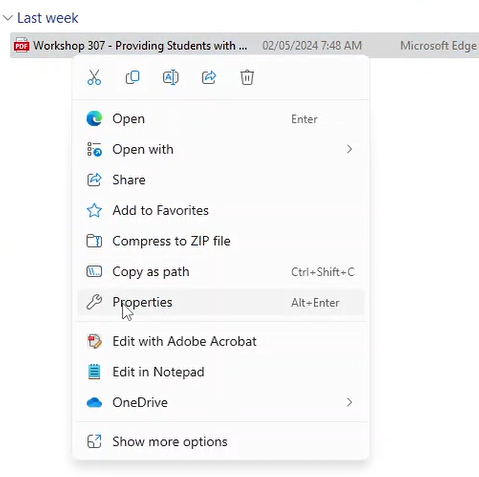 Last week
PDF Workshop 307 - Providing Students with ... 02/05/2024 7:48 AM Microsoft Edge
A
Open Enter
Open with
Share
Add to Favorites
Compress to ZIP file
Copy as path Ctrl+Shift+C
Properties Alt+Enter
Edit with Adobe Acrobat
Edit in Notepad
OneDrive
Show more options